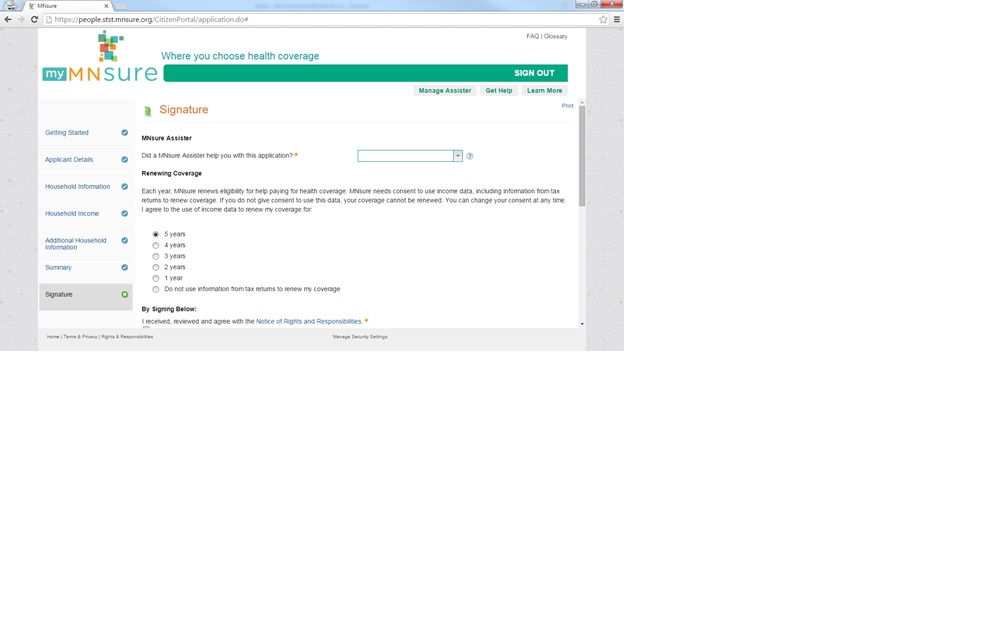 MNsure
https://people.stst.mnsure.org/CitizenPortal/application.do#
FAQ | Glossary
my MNsure
Where you choose health coverage
SIGN OUT
Manage Assister
Get Help
Learn More
Getting Started
Applicant Details
Household Information
Household Income
Additional Household
Information
Summary
Signature
Signature
Print
MNsure Assister
Did a MNsure Assister help you with this application? *
Renewing Coverage
Each year, MNsure renews eligibility for help paying for health coverage. MNsure needs consent to use income data, including information from tax
returns to renew coverage. If you do not give consent to use this data, your coverage cannot be renewed. You can change your consent at any time.
I agree to the use of income data to renew my coverage for:
5 years
4 years
3 years
2 years
1 year
Do not use information from tax returns to renew my coverage
By Signing Below:
I received, reviewed and agree with the Notice of Rights and Responsibilities. *
Home | Terms & Privacy | Rights & Responsibilities
Manage Security Settings